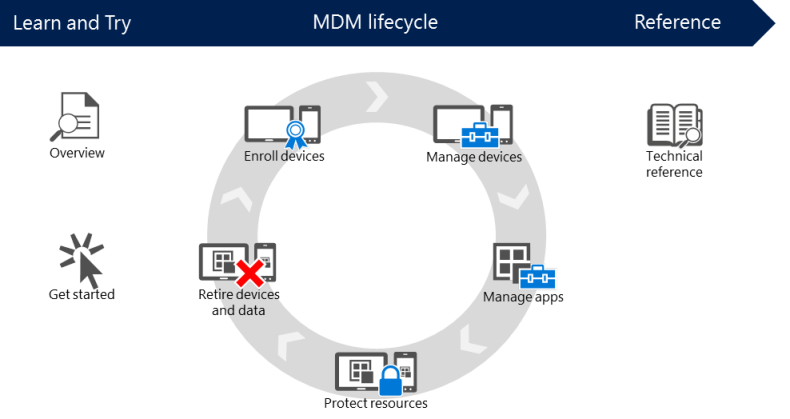 Learn and Try
MDM lifecycle
Reference
Overview
Enroll devices
Manage devices
Technical
reference
Get started
Retire devices
and data
Manage apps
Protect resources